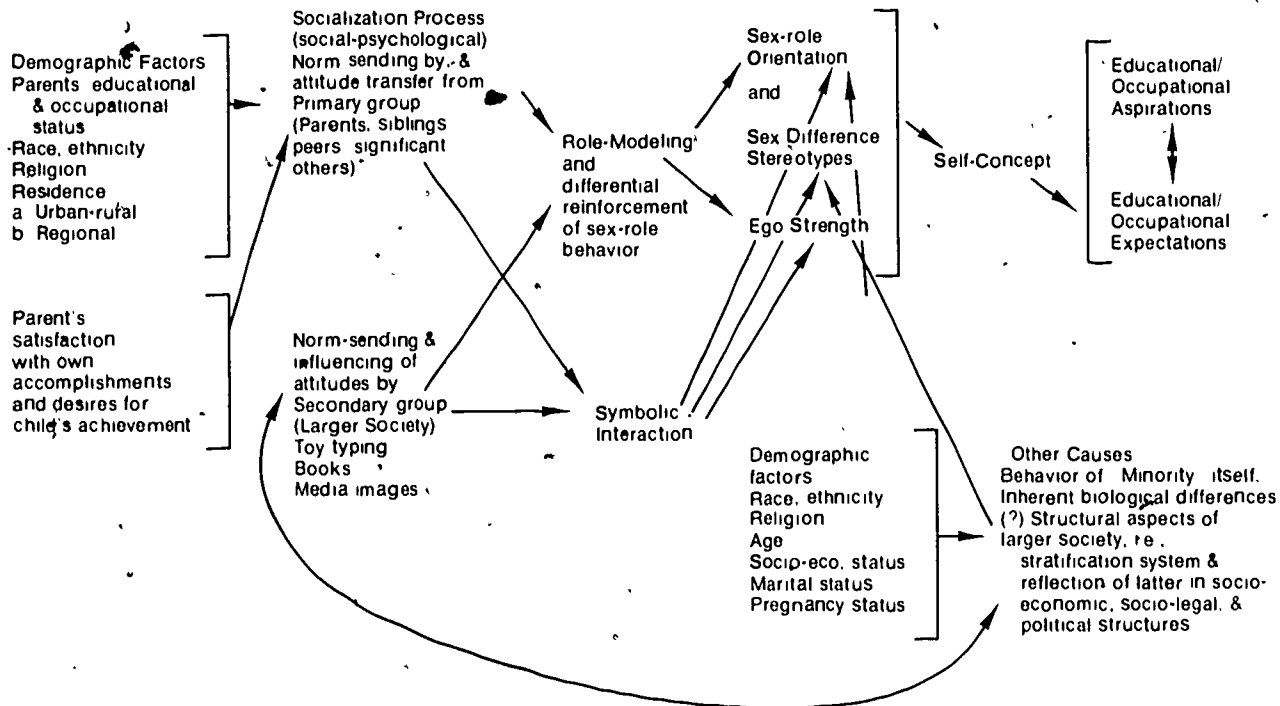 Demographic Factors
Parents educational
& occupational
status
Race, ethnicity
Religion
Residence
a Urban-rural
b Regional
Parent's
satisfaction
with own
accomplishments
and desires for
child's achievement
Socialization Process
(social-psychological)
Norm sending by, &
attitude transfer from
Primary group
(Parents, siblings
peers significant
others)
Norm-sending &
influencing of
attitudes by
Secondary group
(Larger Society)
Toy typing
Books
Media images
Role-Modeling
and
differential
reinforcement
of sex-role
behavior
Symbolic
Interaction
Sex-role
Orientation
and
Sex Difference
Stereotypes
Ego Strength
Self-Concept
Educational/
Occupational
Aspirations
Educational/
Occupational
Expectations
Demographic
factors
Race, ethnicity
Religion
Age
Socio-eco. status
Marital status
Pregnancy status
Other Causes
Behavior of Minority itself.
Inherent biological differences
(?) Structural aspects of
larger society, i e ,
stratification system &
reflection of latter in socio-
economic, socio-legal, &
political structures